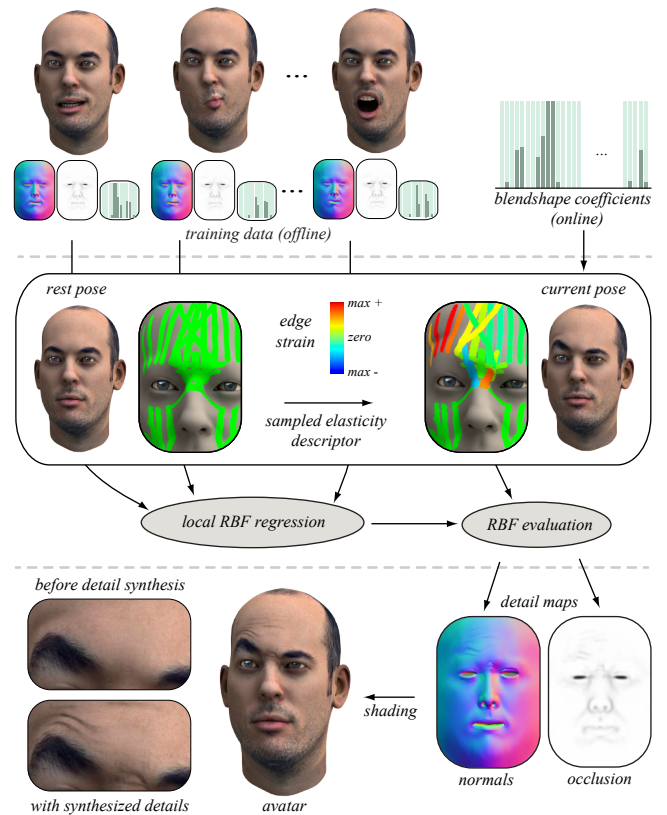 ...
...
...
training data (offline)
blendshape coefficients
(online)
rest pose
current pose
edge
strain
max +
zero
max -
sampled elasticity
descriptor
local RBF regression
RBF evaluation
before detail synthesis
detail maps
shading
normals
occlusion
with synthesized details
avatar